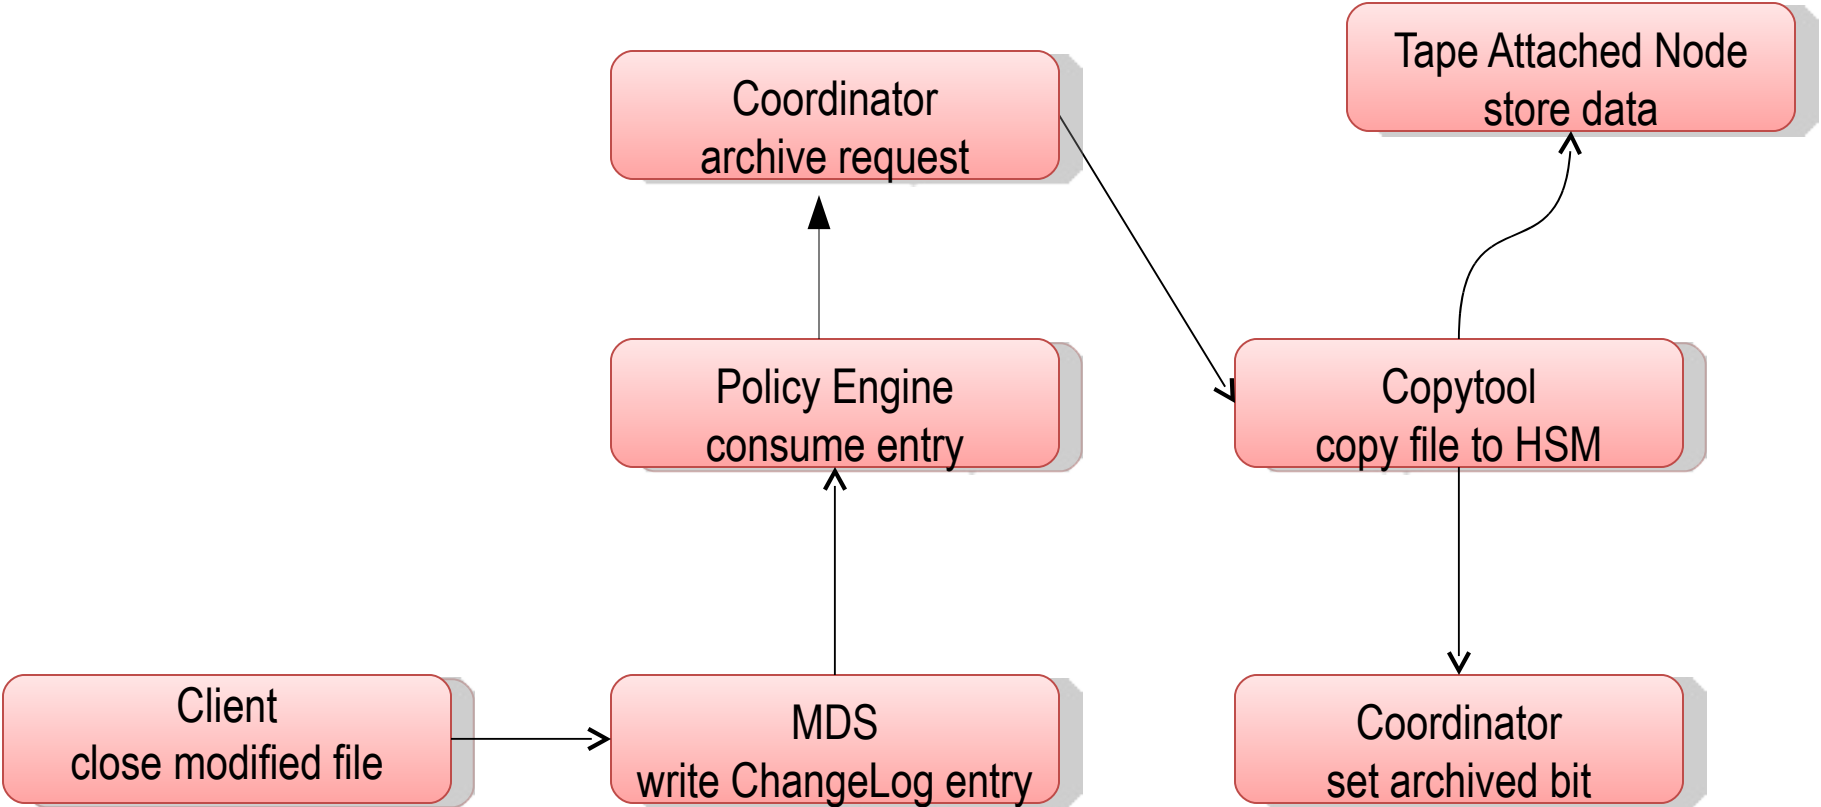 Tape Attached Node
store data
Coordinator
archive request
Policy Engine
consume entry
Copytool
copy file to HSM
Client
close modified file
MDS
write ChangeLog entry
Coordinator
set archived bit